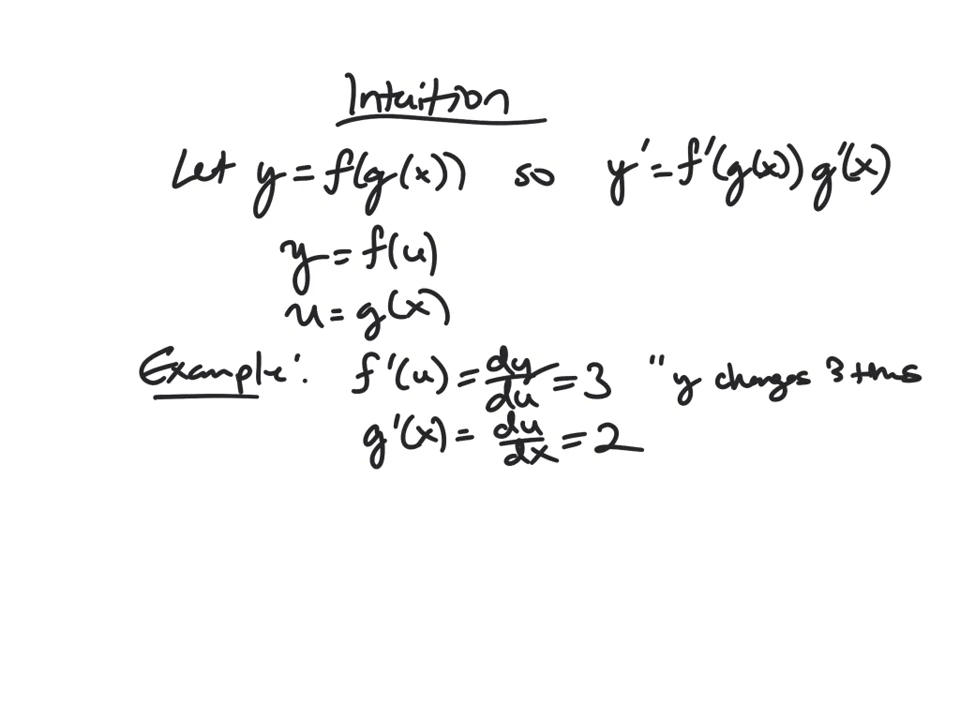 Intuition
Let y = f(g(x)) so y' = f'(g(x)) g'(x)
y = f(u)
u = g(x)
Example: f'(u) = dy/du = 3 "y changes 3 times
g'(x) = du/dx = 2